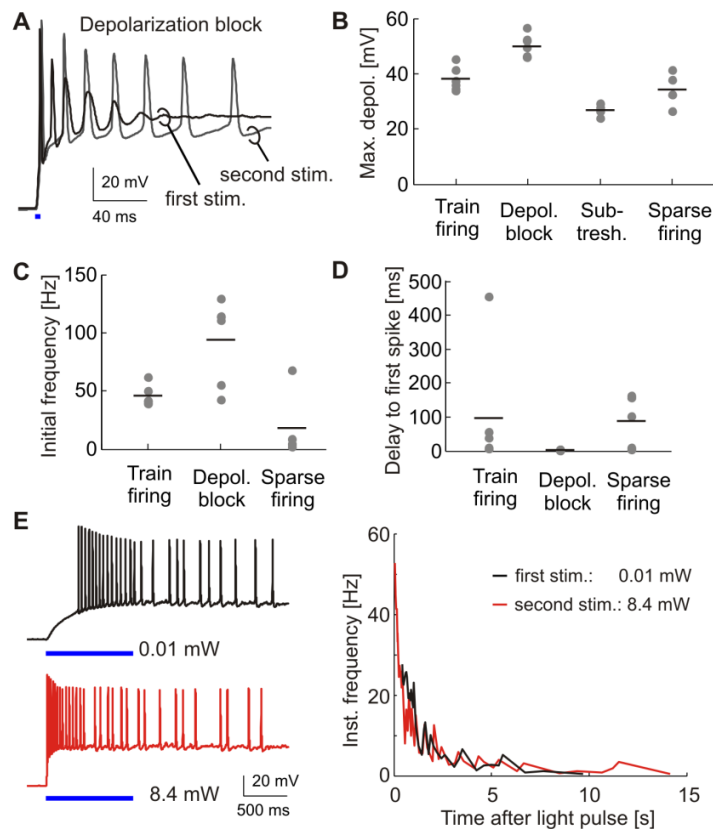 A
Depolarization block
20 mV
40 ms
second stim.
first stim.
B
Max. depol. [mV]
60
40
20
0
Train firing
Depol. block
Sub-tresh.
Sparse firing
C
Initial frequency [Hz]
150
100
50
0
Train firing
Depol. block
Sparse firing
D
Delay to first spike [ms]
500
400
300
200
100
0
Train firing
Depol. block
Sparse firing
E
0.01 mW
8.4 mW
20 mV
500 ms
Inst. frequency [Hz]
60
40
20
0
first stim.: 0.01 mW
second stim.: 8.4 mW
0 5 10 15
Time after light pulse [s]